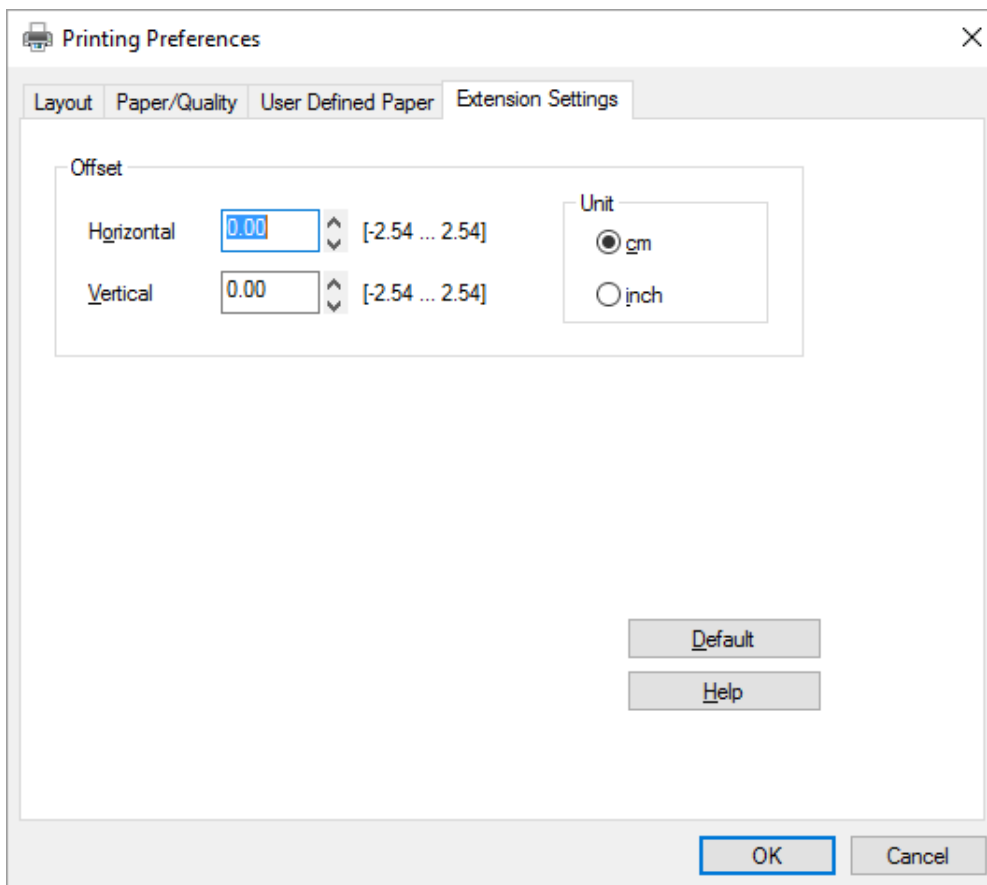 Printing Preferences
Layout Paper/Quality User Defined Paper Extension Settings
Offset
Unit
Horizontal 0.00 [-2.54 ... 2.54]
cm
Vertical 0.00 [-2.54 ... 2.54]
inch
Default
Help
OK Cancel